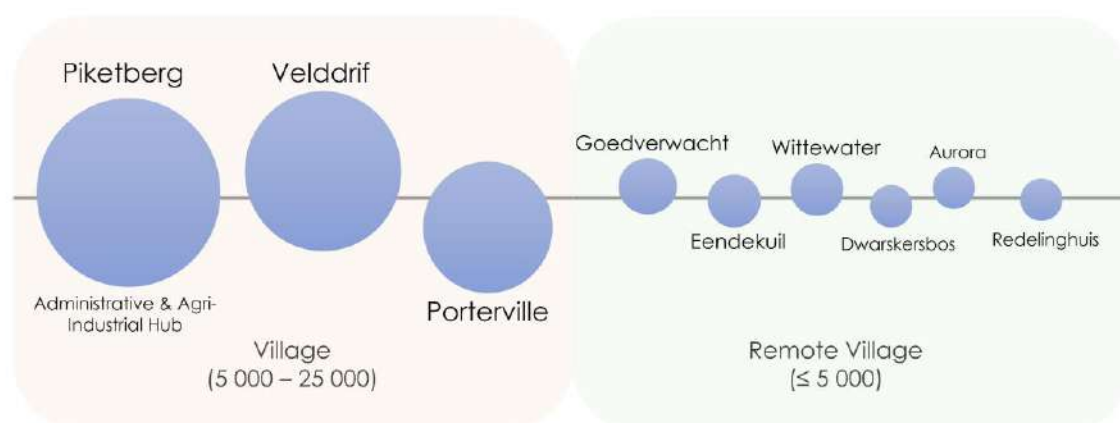 Piketberg
Velddrif
Goedverwacht
Wittewater
Aurora
Eendekuil
Dwarskersbos
Redelinghuis
Administrative & Agri-
Industrial Hub
Porterville
Village
(5 000 – 25 000)
Remote Village
(≤ 5 000)